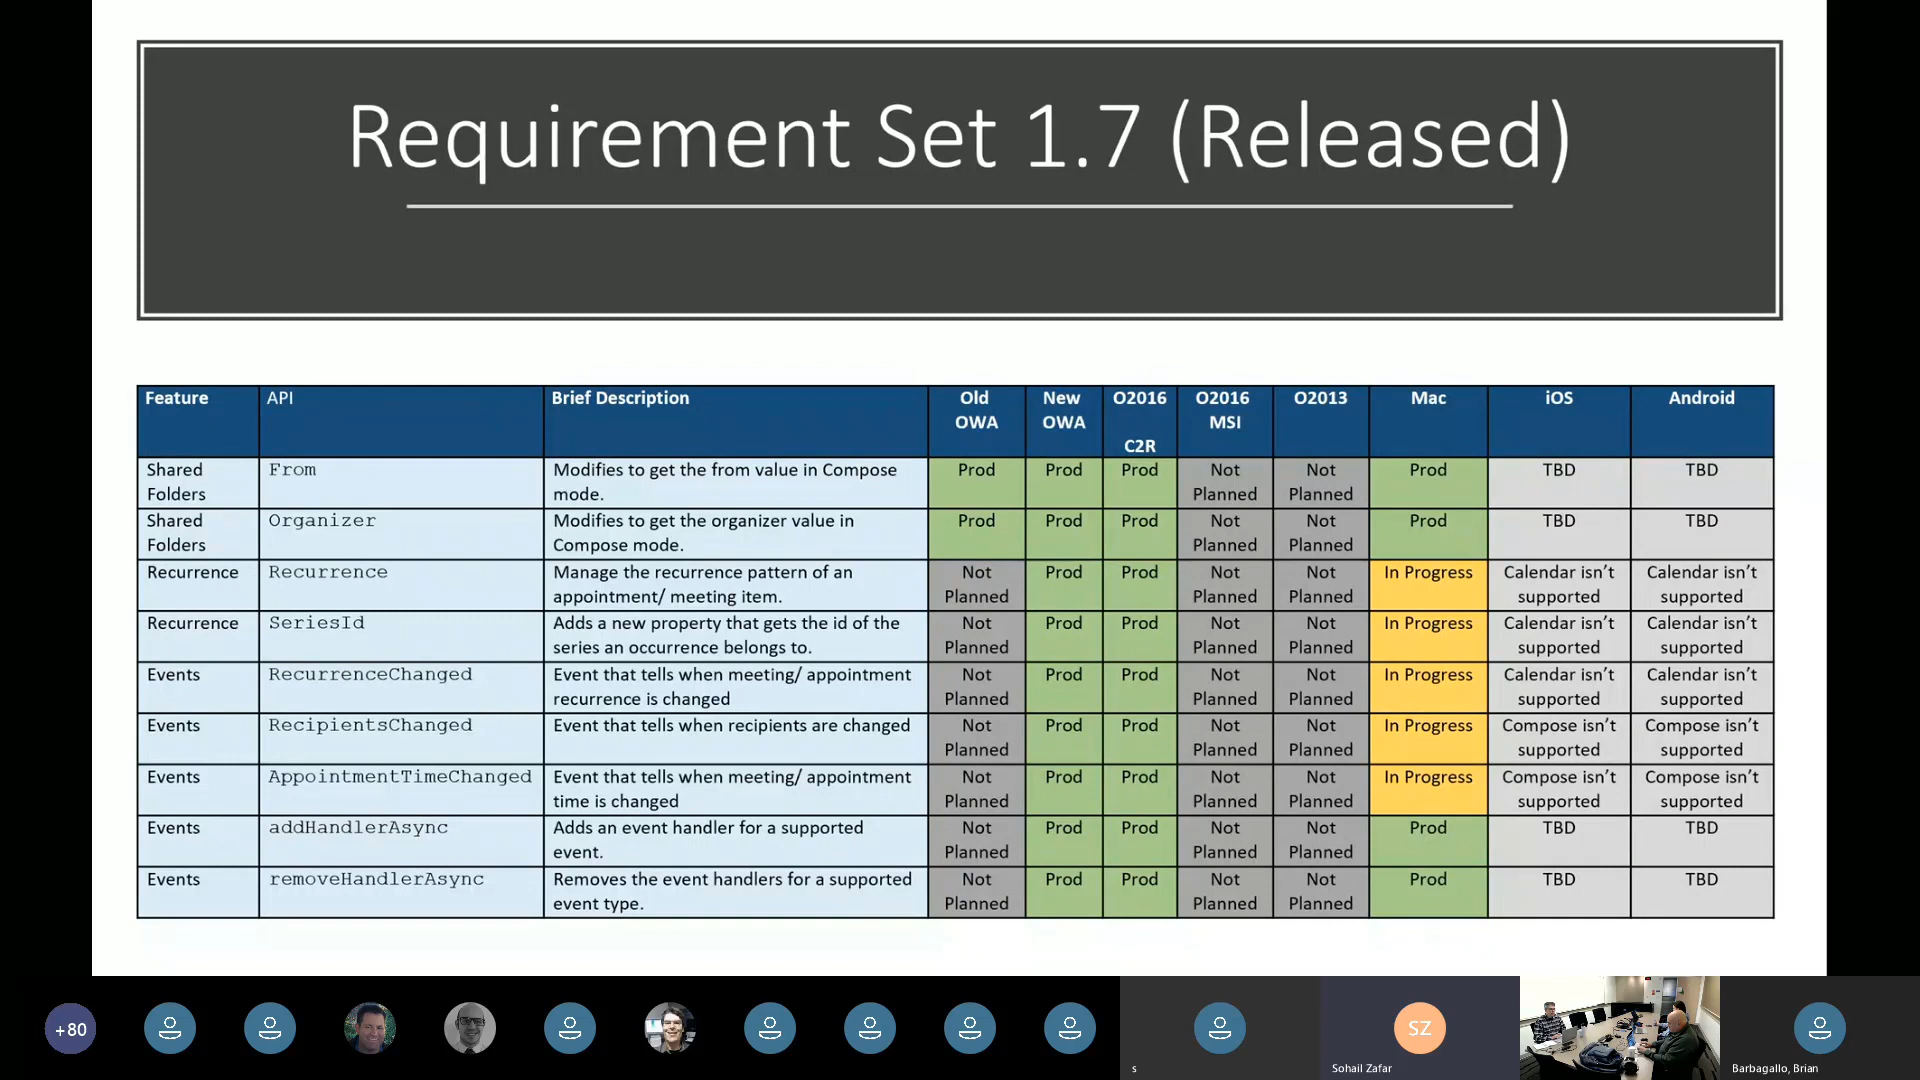 Requirement Set 1.7 (Released)
Feature API Brief Description Old OWA New OWA O2016 C2R O2016 MSI O2013 Mac iOS Android
Shared Folders From Modifies to get the from value in Compose mode. Prod Prod Prod Not Planned Not Planned Prod TBD TBD
Shared Folders Organizer Modifies to get the organizer value in Compose mode. Prod Prod Prod Not Planned Not Planned Prod TBD TBD
Recurrence Recurrence Manage the recurrence pattern of an appointment/ meeting item. Not Planned Prod Prod Not Planned Not Planned In Progress Calendar isn’t supported Calendar isn’t supported
Recurrence SeriesId Adds a new property that gets the id of the series an occurrence belongs to. Not Planned Prod Prod Not Planned Not Planned In Progress Calendar isn’t supported Calendar isn’t supported
Events RecurrenceChanged Event that tells when meeting/ appointment recurrence is changed Not Planned Prod Prod Not Planned Not Planned In Progress Calendar isn’t supported Calendar isn’t supported
Events RecipientsChanged Event that tells when recipients are changed Not Planned Prod Prod Not Planned Not Planned In Progress Compose isn’t supported Compose isn’t supported
Events AppointmentTimeChanged Event that tells when meeting/ appointment time is changed Not Planned Prod Prod Not Planned Not Planned In Progress Compose isn’t supported Compose isn’t supported
Events addHandlerAsync Adds an event handler for a supported event. Not Planned Prod Prod Not Planned Not Planned Prod TBD TBD
Events removeHandlerAsync Removes the event handlers for a supported event type. Not Planned Prod Prod Not Planned Not Planned Prod TBD TBD
+80
SZ
s
Sohail Zafar
Barbagallo, Brian